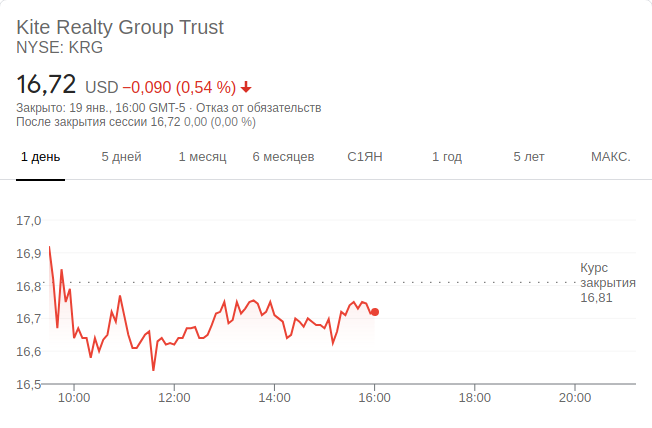 Kite Realty Group Trust
NYSE: KRG
16,72 USD −0,090 (0,54 %)
Закрыто: 19 янв., 16:00 GMT-5 · Отказ от обязательств
После закрытия сессии 16,72 0,00 (0,00 %)
1 день 5 дней 1 месяц 6 месяцев С1ЯН 1 год 5 лет МАКС.
17,0
16,9
Курс
закрытия
16,81
16,8
16,7
16,6
16,5
10:00 12:00 14:00 16:00 18:00 20:00